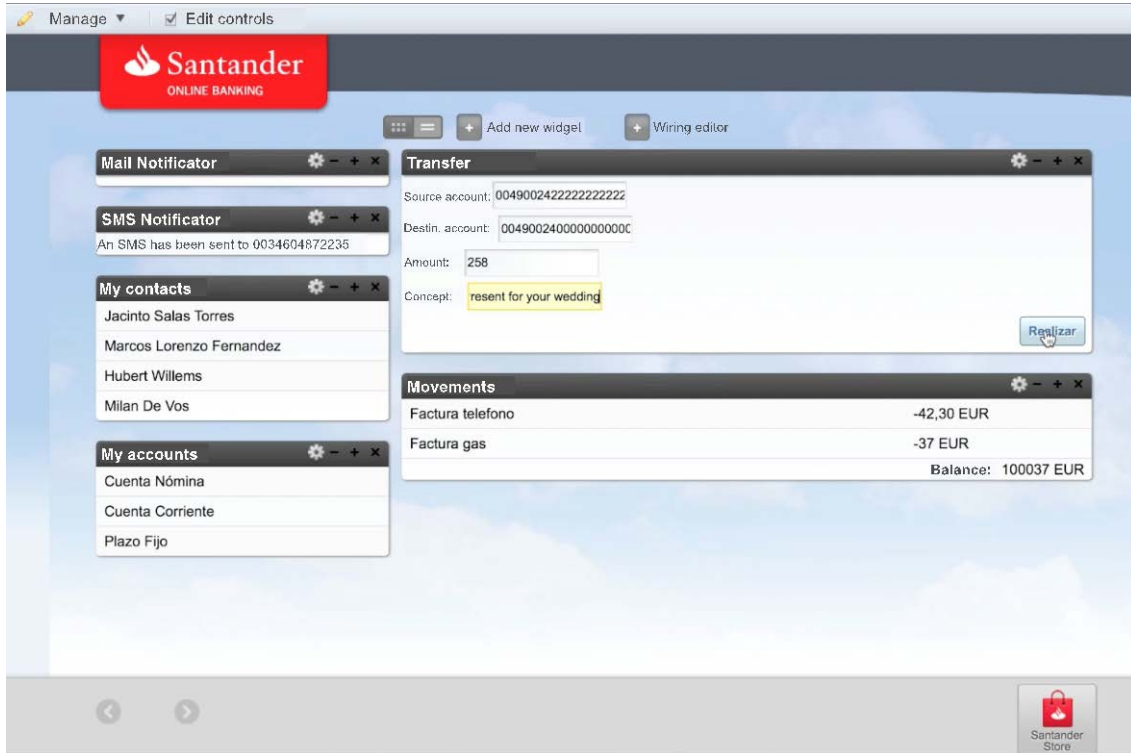 Manage
Edit controls
Santander
ONLINE BANKING
Add new widget
Wiring editor
Mail Notificator
SMS Notificator
An SMS has been sent to 0034604872235
My contacts
Jacinto Salas Torres
Marcos Lorenzo Fernandez
Hubert Willems
Milan De Vos
My accounts
Cuenta Nómina
Cuenta Corriente
Plazo Fijo
Transfer
Source account: 0049002422222222222
Destin. account: 0049002400000000000
Amount: 258
Concept: resent for your wedding
Realizar
Movements
Factura telefono -42,30 EUR
Factura gas -37 EUR
Balance: 100037 EUR
Santander
Store